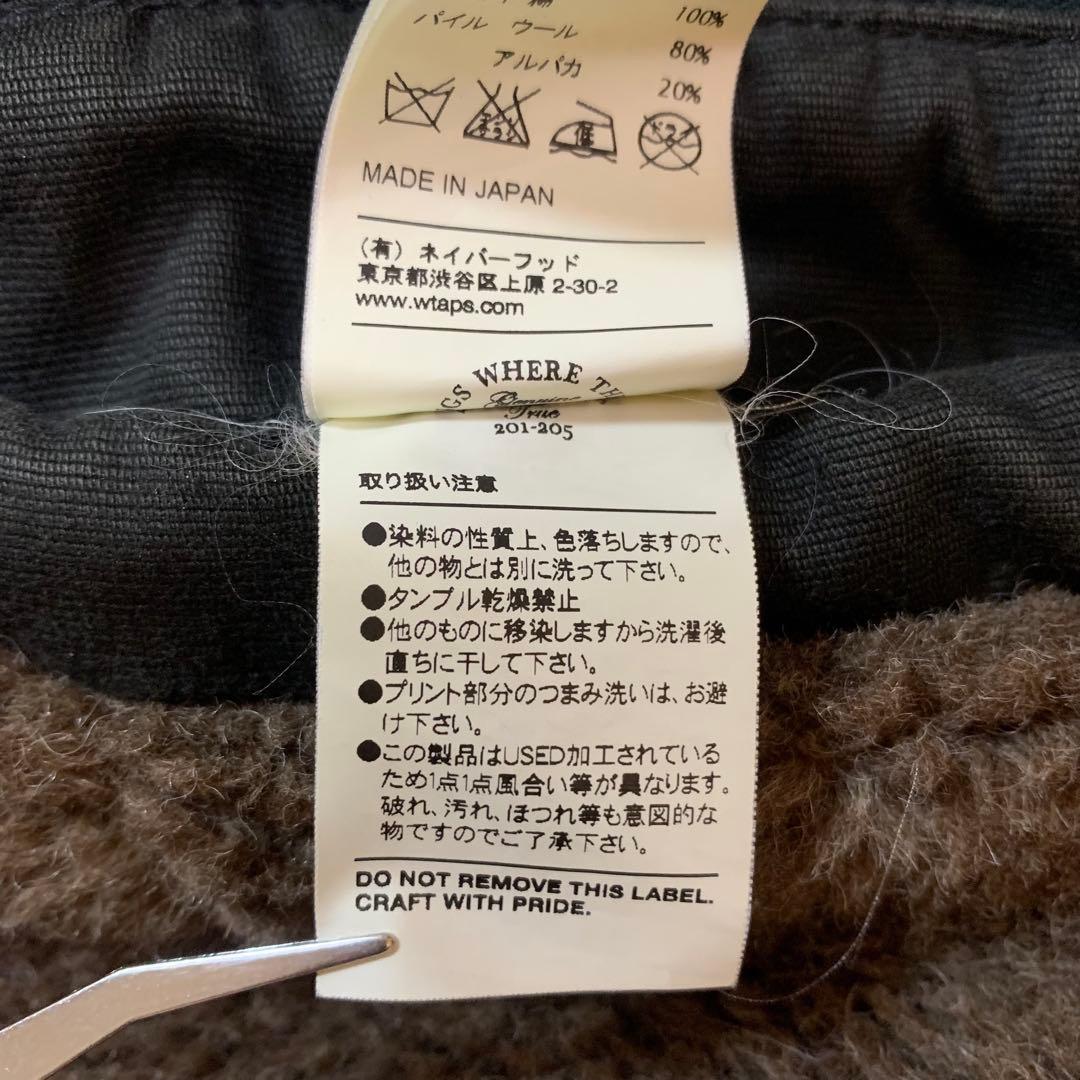 綿 100%
パイル ウール 80%
アルパカ 20%
低
ドライ
MADE IN JAPAN
(有) ネイバーフッド
東京都渋谷区上原 2-30-2
www.wtaps.com
WHERE
Genuine
True
201-205
取り扱い注意
●染料の性質上、色落ちしますので、
他の物とは別に洗って下さい。
●タンブル乾燥禁止
●他のものに移染しますから洗濯後
直ちに干して下さい。
●プリント部分のつまみ洗いは、お避
け下さい。
●この製品はUSED加工されている
ため1点1点風合い等が異なります。
破れ、汚れ、ほつれ等も意図的な
物ですのでご了承下さい。
DO NOT REMOVE THIS LABEL.
CRAFT WITH PRIDE.